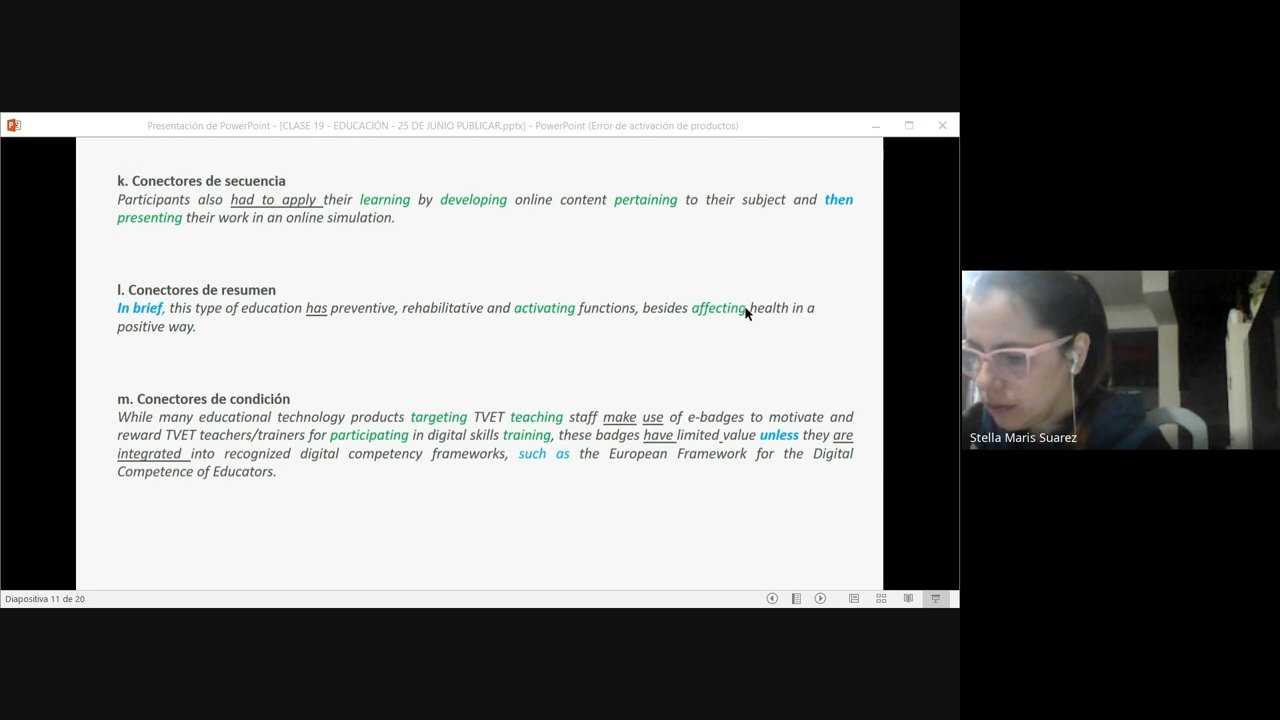 Presentación de PowerPoint - [CLASE 19 - EDUCACIÓN - 25 DE JUNIO PUBLICAR.pptx] - PowerPoint (Error de activación de productos)
k. Conectores de secuencia
Participants also had to apply their learning by developing online content pertaining to their subject and then
presenting their work in an online simulation.
l. Conectores de resumen
In brief, this type of education has preventive, rehabilitative and activating functions, besides affecting health in a
positive way.
m. Conectores de condición
While many educational technology products targeting TVET teaching staff make use of e-badges to motivate and
reward TVET teachers/trainers for participating in digital skills training, these badges have limited value unless they are
integrated into recognized digital competency frameworks, such as the European Framework for the Digital
Competence of Educators.
Stella Maris Suarez
Diapositiva 11 de 20